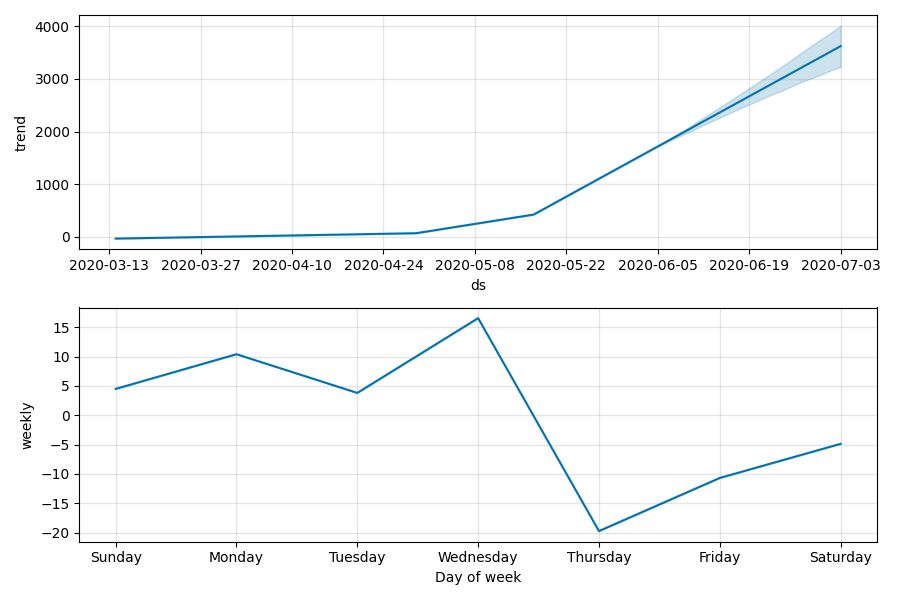 4000
3000
2000
1000
0
trend
2020-03-13 2020-03-27 2020-04-10 2020-04-24 2020-05-08 2020-05-22 2020-06-05 2020-06-19 2020-07-03
ds
15
10
5
0
−5
−10
−15
−20
weekly
Sunday Monday Tuesday Wednesday Thursday Friday Saturday
Day of week